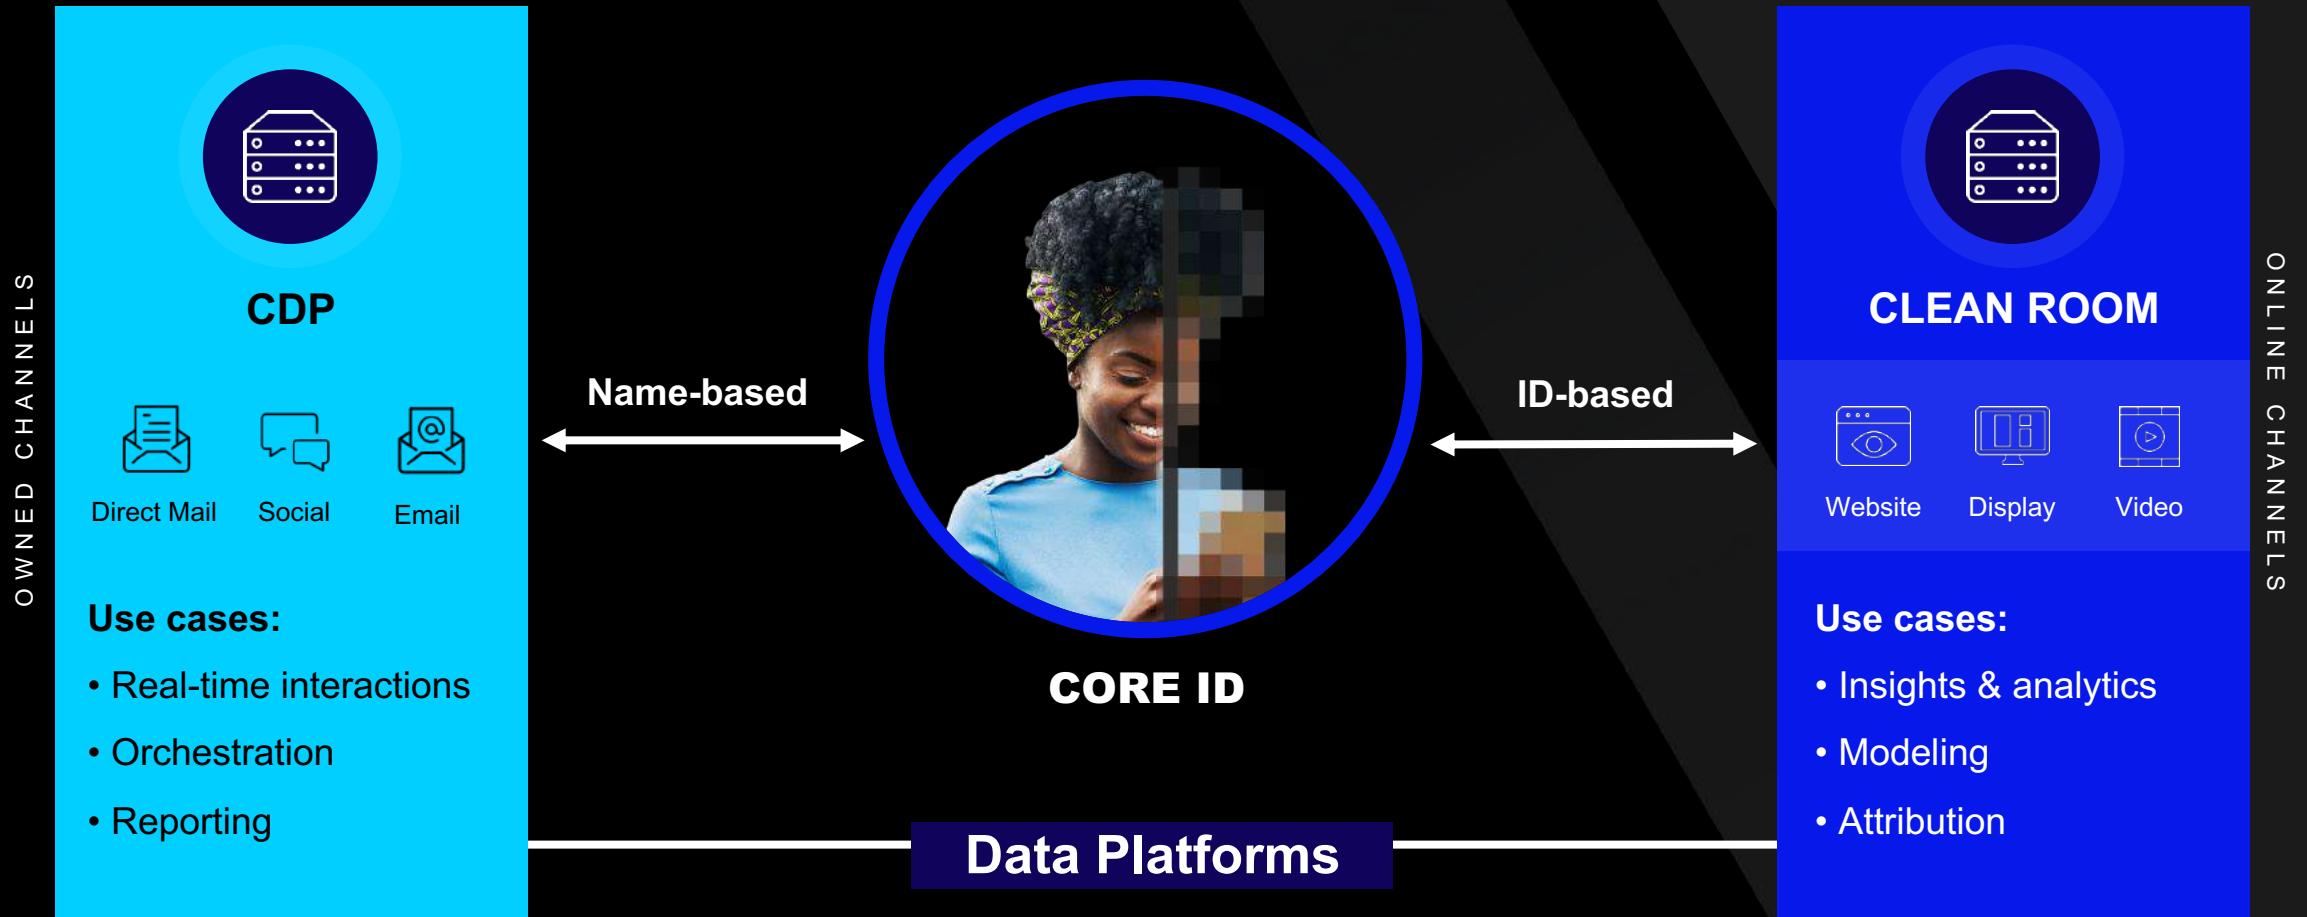 OWNED CHANNELS
CDP
Direct Mail
Social
Email
Use cases:
• Real-time interactions
• Orchestration
• Reporting
Name-based
CORE ID
Data Platforms
ID-based
CLEAN ROOM
Website
Display
Video
Use cases:
• Insights & analytics
• Modeling
• Attribution
ONLINE CHANNELS